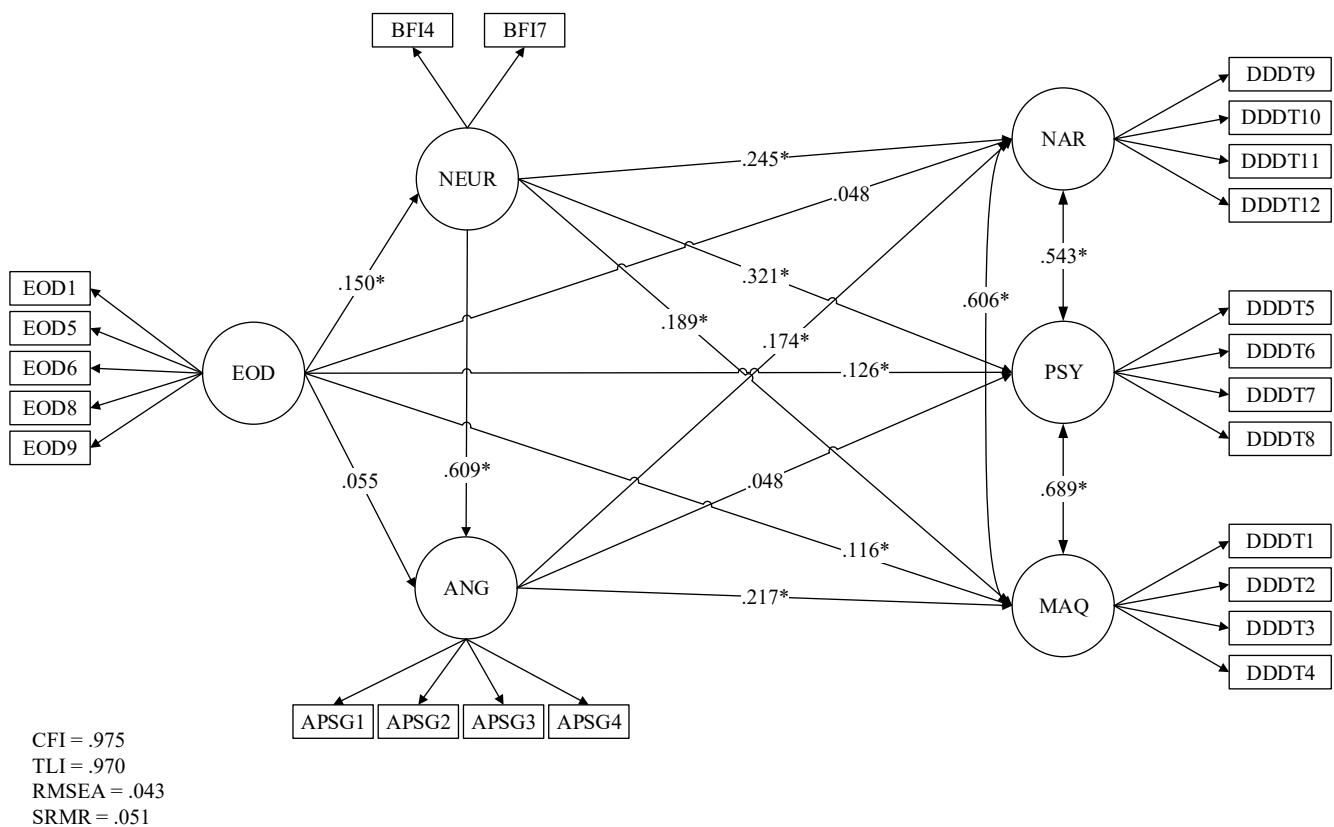 BFI4
BFI7
DDDT9
DDDT10
DDDT11
DDDT12
NAR
NEUR
.245*
.048
.543*
EOD1
EOD5
EOD6
EOD8
EOD9
.150*
.321*
.606*
.189*
.174*
EOD
.126*
PSY
DDDT5
DDDT6
DDDT7
DDDT8
.055
.609*
.048
.689*
.116*
ANG
.217*
MAQ
DDDT1
DDDT2
DDDT3
DDDT4
APSG1
APSG2
APSG3
APSG4
CFI = .975
TLI = .970
RMSEA = .043
SRMR = .051